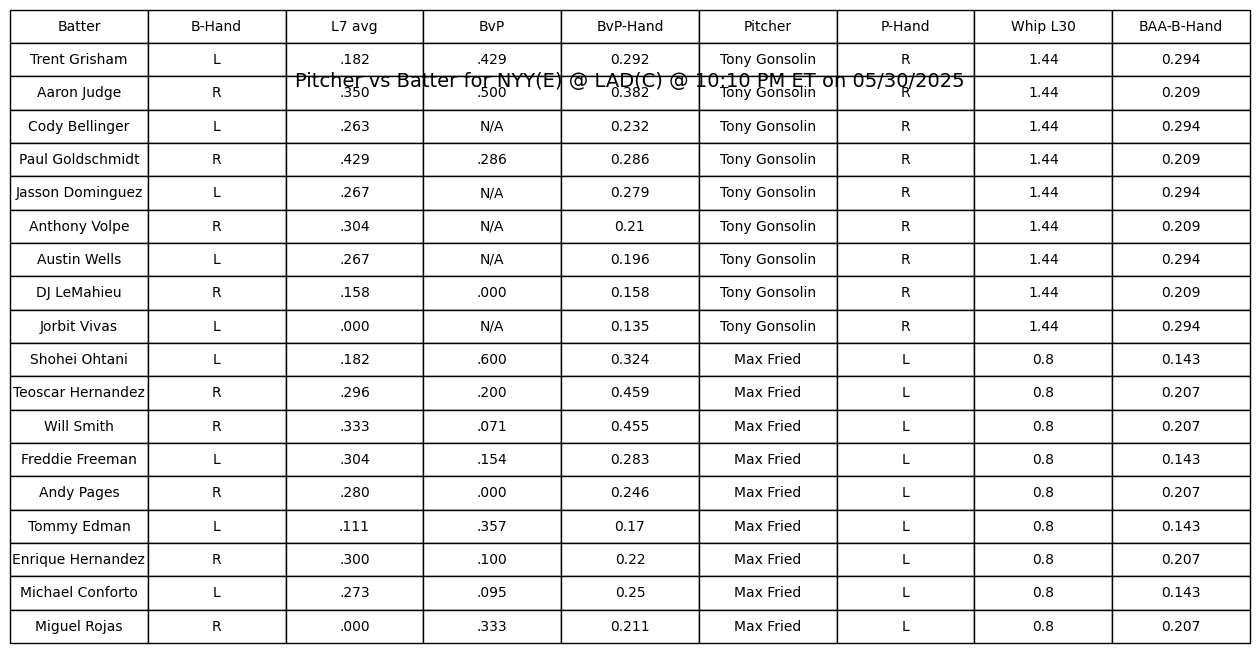 Batter B-Hand L7 avg BvP BvP-Hand Pitcher P-Hand Whip L30 BAA-B-Hand
Trent Grisham L .182 .429 0.292 Tony Gonsolin R 1.44 0.294
Pitcher vs Batter for NYY(E) @ LAD(C) @ 10:10 PM ET on 05/30/2025
Aaron Judge R .350 .500 0.382 Tony Gonsolin R 1.44 0.209
Cody Bellinger L .263 N/A 0.232 Tony Gonsolin R 1.44 0.294
Paul Goldschmidt R .429 .286 0.286 Tony Gonsolin R 1.44 0.209
Jasson Dominguez L .267 N/A 0.279 Tony Gonsolin R 1.44 0.294
Anthony Volpe R .304 N/A 0.21 Tony Gonsolin R 1.44 0.209
Austin Wells L .267 N/A 0.196 Tony Gonsolin R 1.44 0.294
DJ LeMahieu R .158 .000 0.158 Tony Gonsolin R 1.44 0.209
Jorbit Vivas L .000 N/A 0.135 Tony Gonsolin R 1.44 0.294
Shohei Ohtani L .182 .600 0.324 Max Fried L 0.8 0.143
Teoscar Hernandez R .296 .200 0.459 Max Fried L 0.8 0.207
Will Smith R .333 .071 0.455 Max Fried L 0.8 0.207
Freddie Freeman L .304 .154 0.283 Max Fried L 0.8 0.143
Andy Pages R .280 .000 0.246 Max Fried L 0.8 0.207
Tommy Edman L .111 .357 0.17 Max Fried L 0.8 0.143
Enrique Hernandez R .300 .100 0.22 Max Fried L 0.8 0.207
Michael Conforto L .273 .095 0.25 Max Fried L 0.8 0.143
Miguel Rojas R .000 .333 0.211 Max Fried L 0.8 0.207